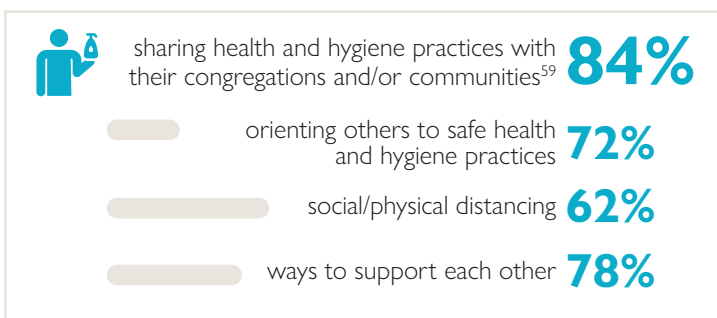 sharing health and hygiene practices with
their congregations and/or communities⁵⁹ 84%
orienting others to safe health
and hygiene practices 72%
social/physical distancing 62%
ways to support each other 78%